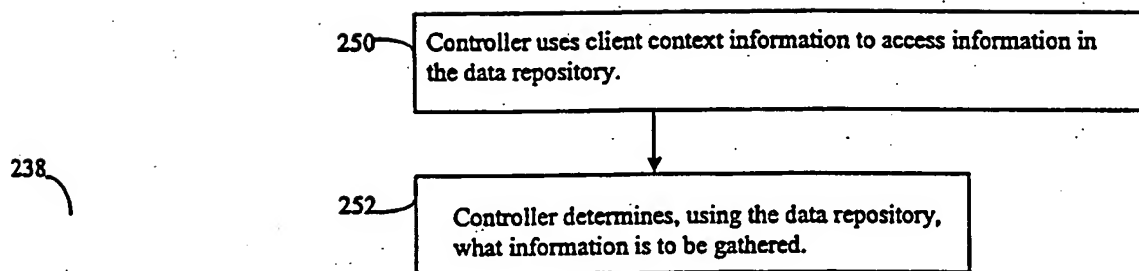 250
Controller uses client context information to access information in
the data repository.
238
252
Controller determines, using the data repository,
what information is to be gathered.